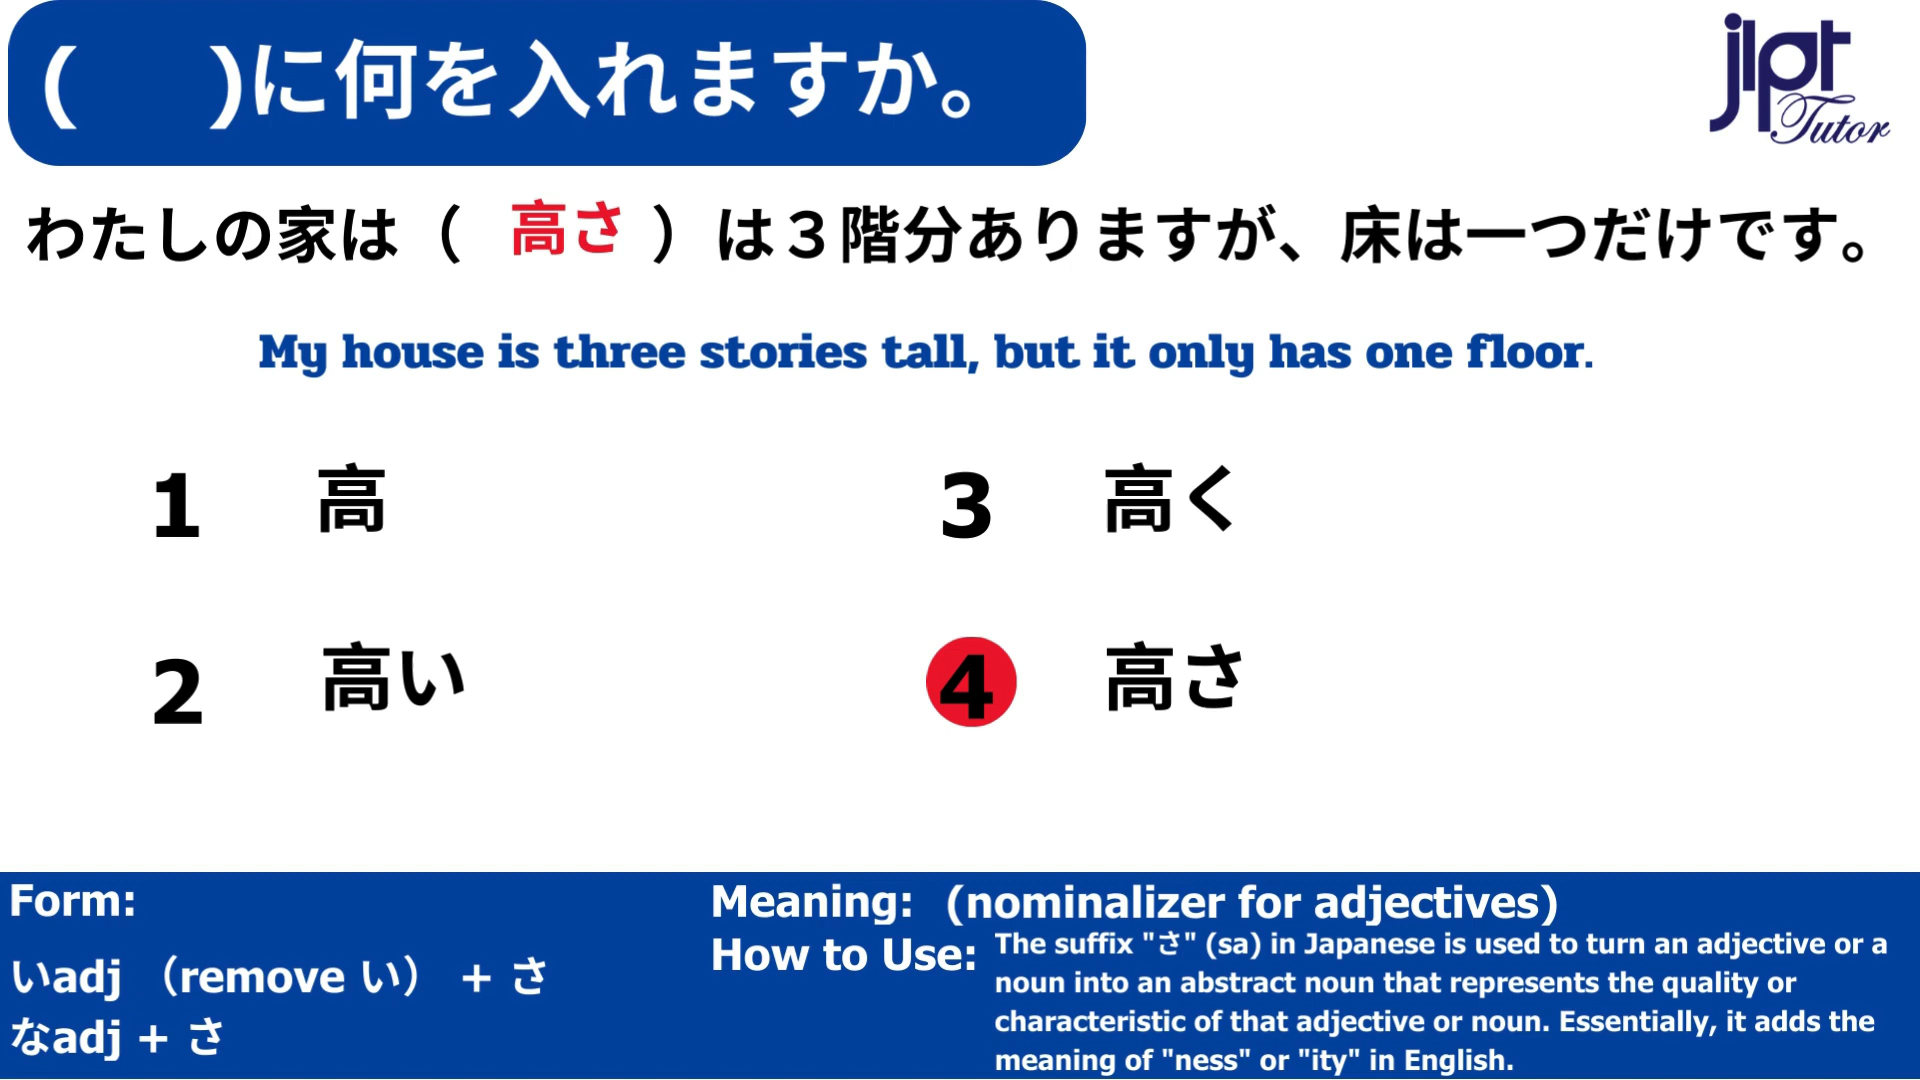 (　　)に何を入れますか。
jlpt
Tutor
わたしの家は（ 高さ ）は３階分ありますが、床は一つだけです。
My house is three stories tall, but it only has one floor.
1 高
3 高く
2 高い
4 高さ
Form:
いadj （remove い） + さ
なadj + さ
Meaning: (nominalizer for adjectives)
How to Use: The suffix "さ" (sa) in Japanese is used to turn an adjective or a
noun into an abstract noun that represents the quality or
characteristic of that adjective or noun. Essentially, it adds the
meaning of "ness" or "ity" in English.